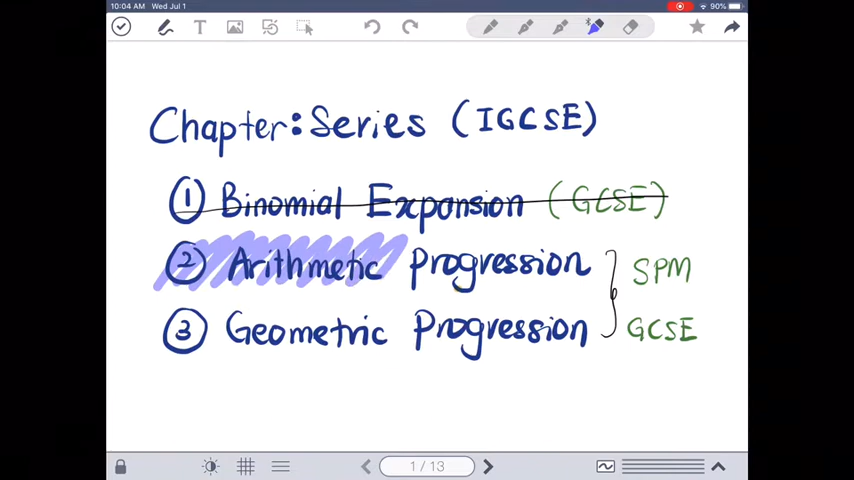 10:04 AM Wed Jul 1
90%
T
Chapter: Series (IGCSE)
1 Binomial Expansion (GCSE)
2 Arithmetic Progression
SPM
3 Geometric Progression
GCSE
1 / 13